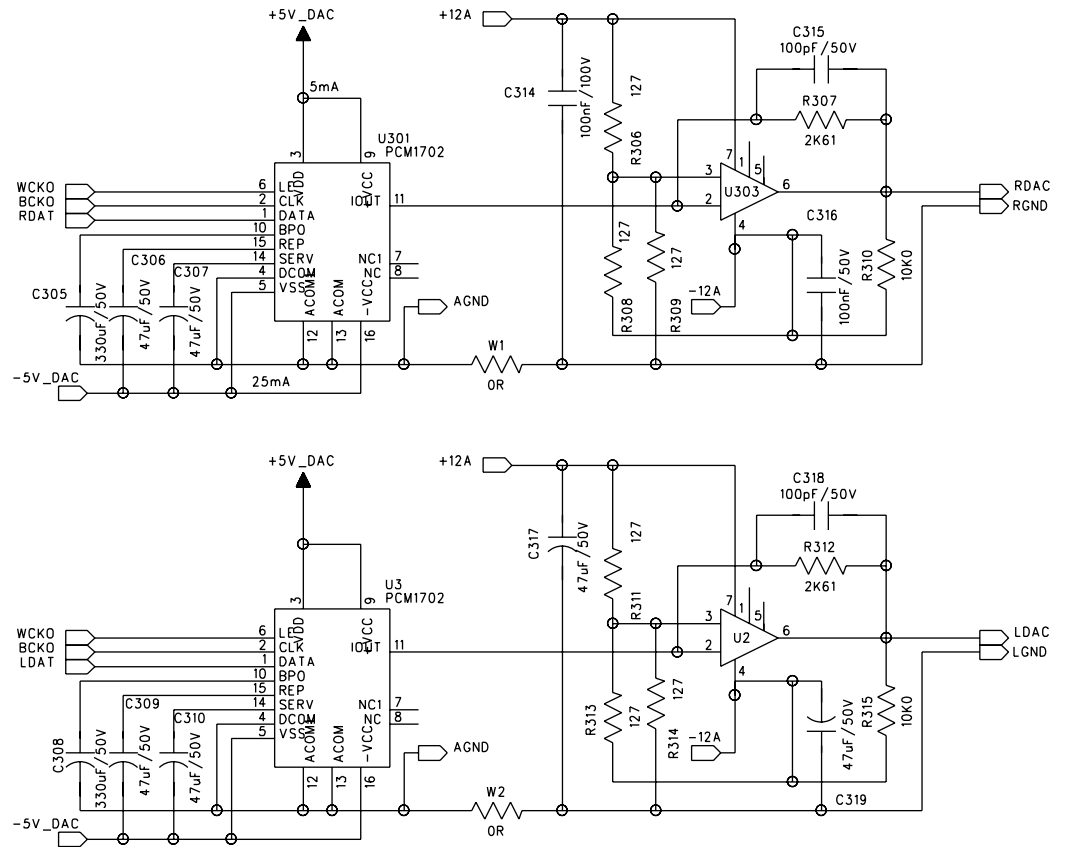 +5V_DAC
+12A
C315
100pF/50V
5mA
C314
100nF/100V
127
R307
2K61
R306
U301
PCM1702
3
9
VDD
+VCC
WCKO
6
LE
BCKO
2
CLK
IOUT
11
RDAT
1
DATA
10
BPO
15
REP
14
SERV
NC1
7
4
DCOM
NC
8
5
VSS
-VCC
ACOM
ACOM
12
13
16
7
1
5
3
U303
6
2
4
RDAC
RGND
C316
100nF/50V
R310
10K0
127
127
R308
R309
-12A
C305
330uF/50V
C306
47uF/50V
C307
47uF/50V
AGND
W1
0R
-5V_DAC
25mA
+5V_DAC
+12A
C318
100pF/50V
C317
47uF/50V
127
R312
2K61
R311
U3
PCM1702
3
9
VDD
+VCC
WCKO
6
LE
BCKO
2
CLK
IOUT
11
LDAT
1
DATA
10
BPO
15
REP
14
SERV
NC1
7
4
DCOM
NC
8
5
VSS
-VCC
ACOM
ACOM
12
13
16
7
1
5
3
U2
6
2
4
LDAC
LGND
R315
10K0
47uF/50V
C319
R313
127
127
R314
-12A
C308
330uF/50V
C309
47uF/50V
C310
47uF/50V
AGND
W2
0R
-5V_DAC